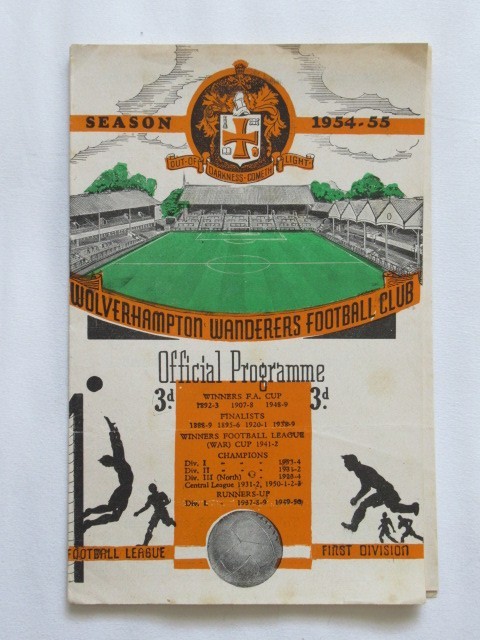 SEASON 1954-55
OUT OF DARKNESS COMETH LIGHT
WOLVERHAMPTON WANDERERS FOOTBALL CLUB
Official Programme
3d. 3d.
WINNERS F.A. CUP
1892-3 1907-8 1948-9
FINALISTS
1888-9 1895-6 1920-1 1938-9
WINNERS FOOTBALL LEAGUE
(WAR) CUP 1941-2
CHAMPIONS
Div. I - - - 1953-4
Div. II - - - 1931-2
Div. III (North) - 1923-4
Central League 1931-2, 1950-1-2-3
RUNNERS-UP
Div. I. - 1937-8-9 1949-50
FOOTBALL LEAGUE FIRST DIVISION